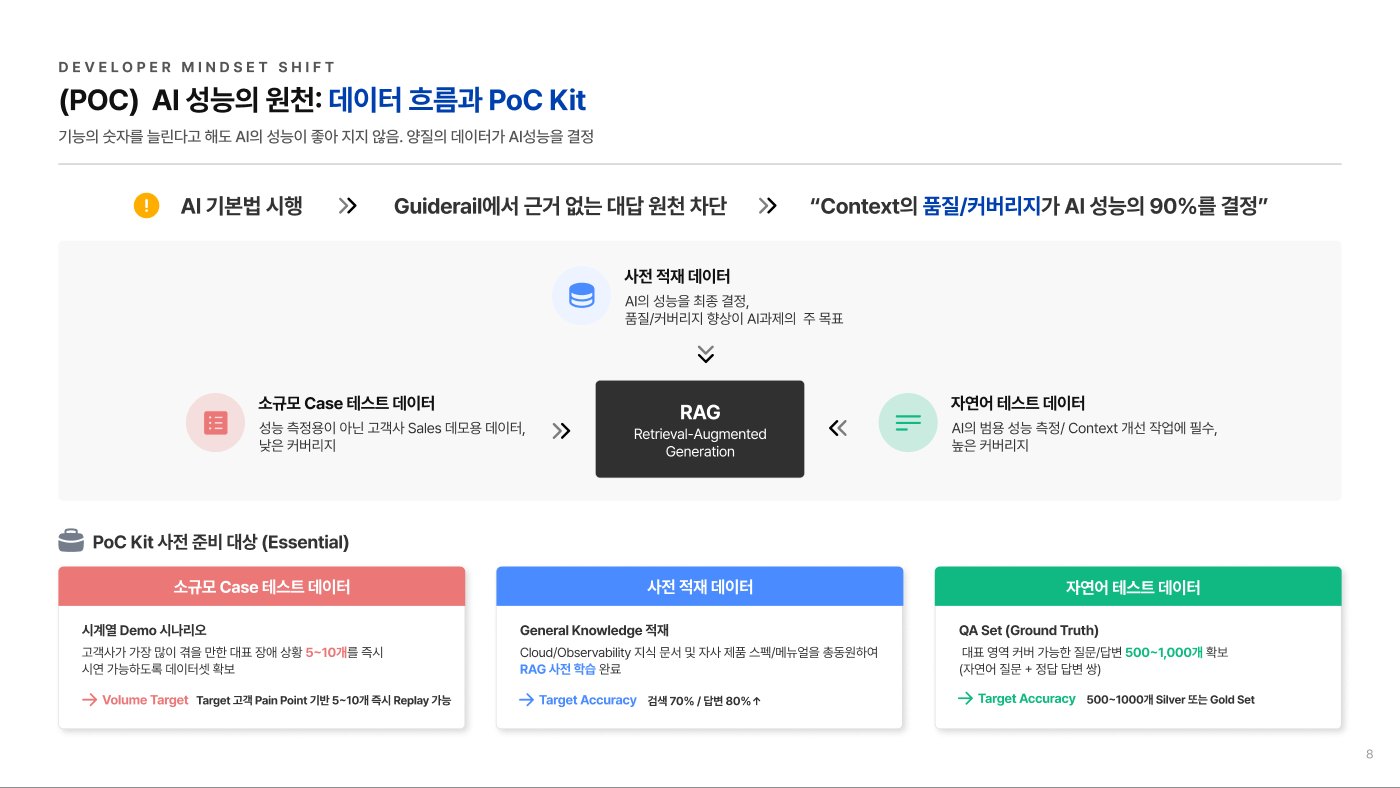 DEVELOPER MINDSET SHIFT
(POC) AI 성능의 원천: 데이터 흐름과 PoC Kit
기능의 숫자를 늘린다고 해도 AI의 성능이 좋아 지지 않음. 양질의 데이터가 AI성능을 결정
! AI 기본법 시행
Guiderail에서 근거 없는 대답 원천 차단
“Context의 품질/커버리지가 AI 성능의 90%를 결정”
사전 적재 데이터
AI의 성능을 최종 결정,
품질/커버리지 향상이 AI과제의 주 목표
소규모 Case 테스트 데이터
성능 측정용이 아닌 고객사 Sales 데모용 데이터,
낮은 커버리지
RAG
Retrieval-Augmented
Generation
자연어 테스트 데이터
AI의 범용 성능 측정/ Context 개선 작업에 필수,
높은 커버리지
PoC Kit 사전 준비 대상 (Essential)
소규모 Case 테스트 데이터
시계열 Demo 시나리오
고객사가 가장 많이 겪을 만한 대표 장애 상황 5~10개를 즉시
시연 가능하도록 데이터셋 확보
Volume Target Target 고객 Pain Point 기반 5~10개 즉시 Replay 가능
사전 적재 데이터
General Knowledge 적재
Cloud/Observability 지식 문서 및 자사 제품 스펙/메뉴얼을 총동원하여
RAG 사전 학습 완료
Target Accuracy 검색 70% / 답변 80%↑
자연어 테스트 데이터
QA Set (Ground Truth)
대표 영역 커버 가능한 질문/답변 500~1,000개 확보
(자연어 질문 + 정답 답변 쌍)
Target Accuracy 500~1000개 Silver 또는 Gold Set
8